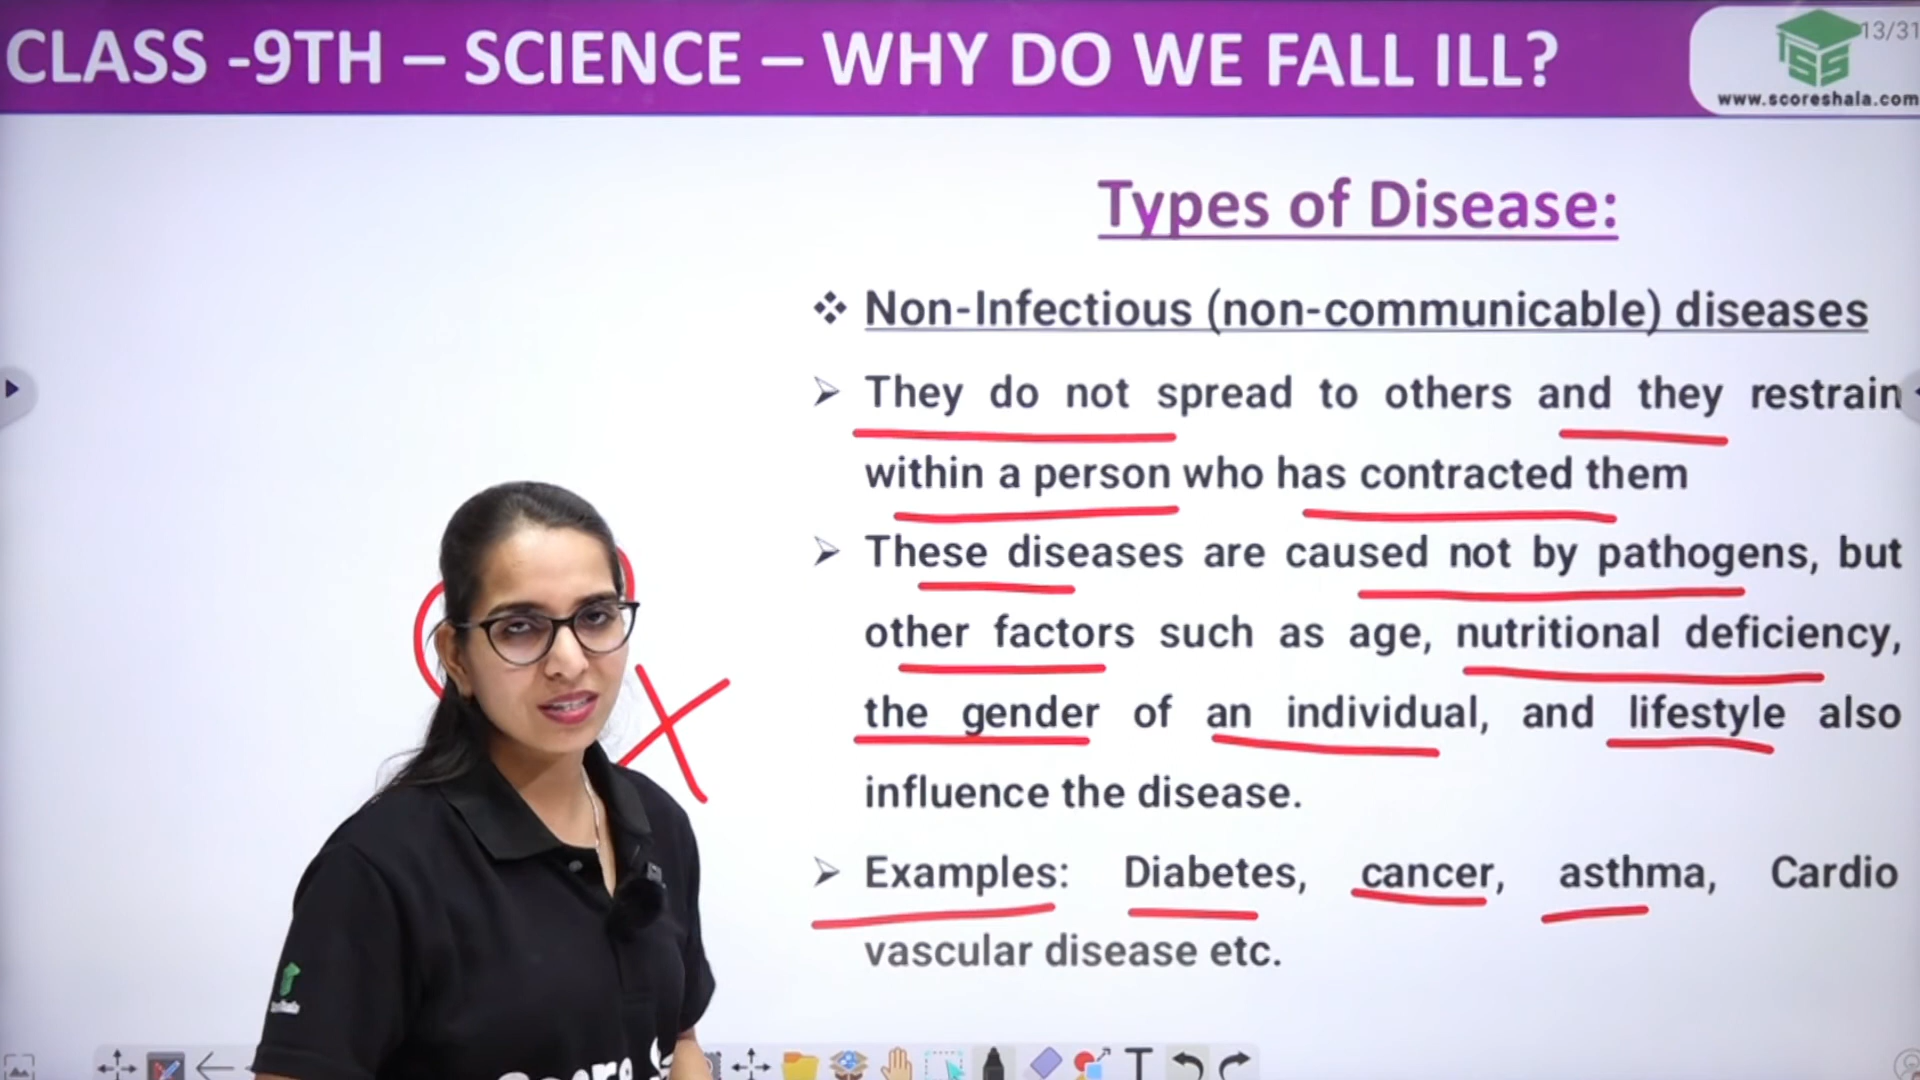 CLASS -9TH – SCIENCE – WHY DO WE FALL ILL?
13/31
www.scoreshala.com
Types of Disease:
Non-Infectious (non-communicable) diseases
They do not spread to others and they restrain
within a person who has contracted them
These diseases are caused not by pathogens, but
other factors such as age, nutritional deficiency,
the gender of an individual, and lifestyle also
influence the disease.
Examples: Diabetes, cancer, asthma, Cardio
vascular disease etc.